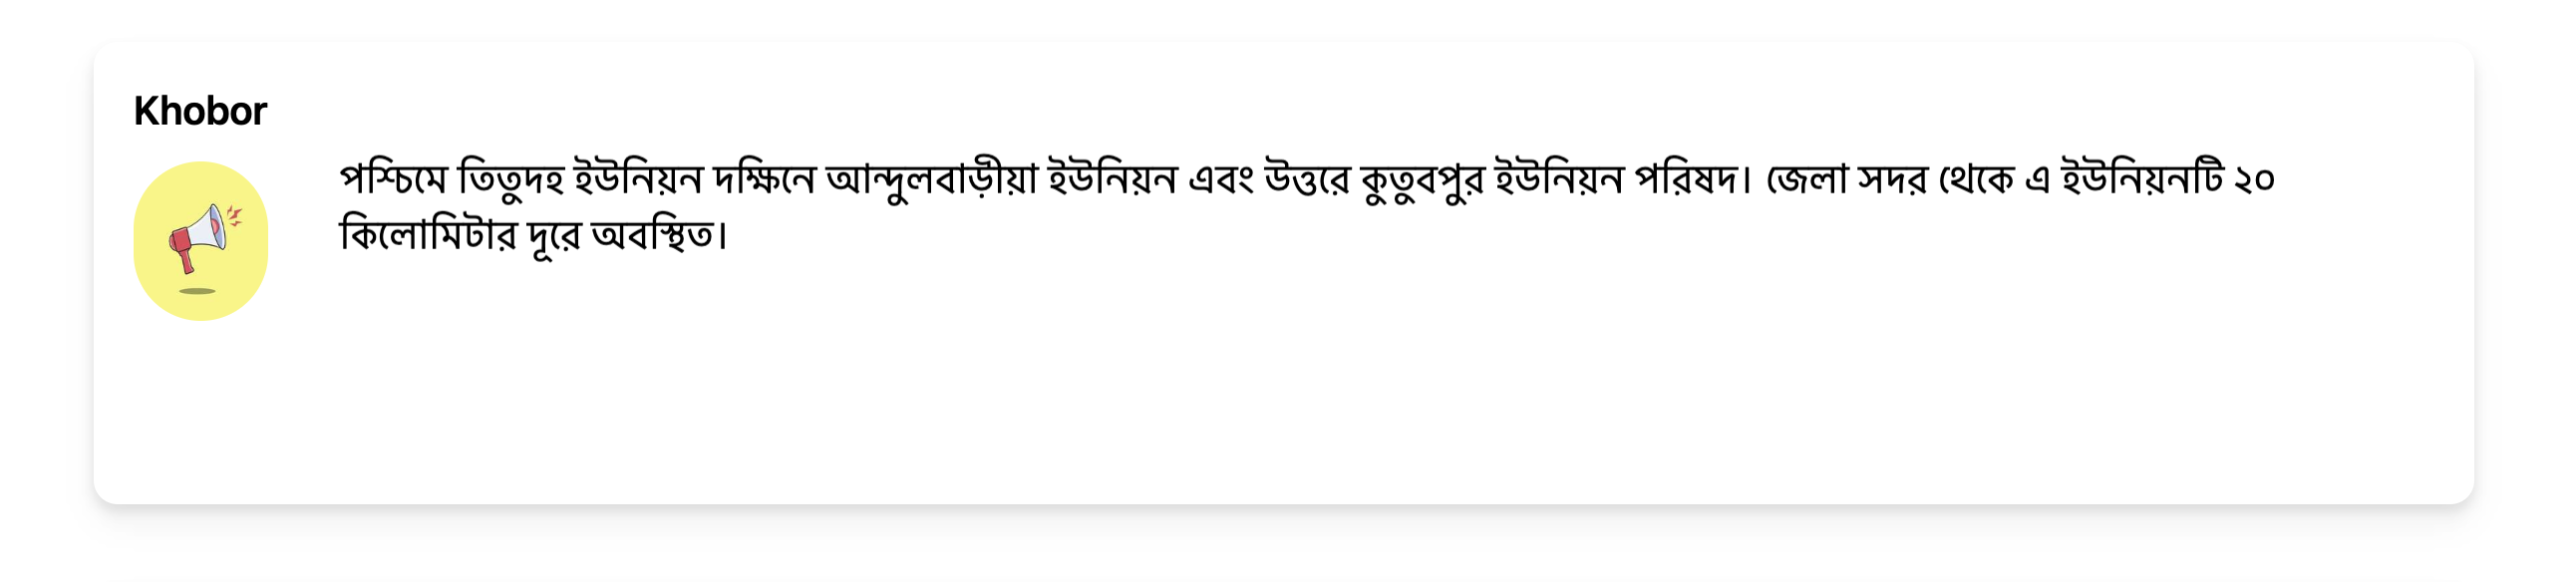 Khobor
পশ্চিমে তিতুদহ ইউনিয়ন দক্ষিনে আন্দুলবাড়ীয়া ইউনিয়ন এবং উত্তরে কুতুবপুর ইউনিয়ন পরিষদ। জেলা সদর থেকে এ ইউনিয়নটি ২০
কিলোমিটার দূরে অবস্থিত।